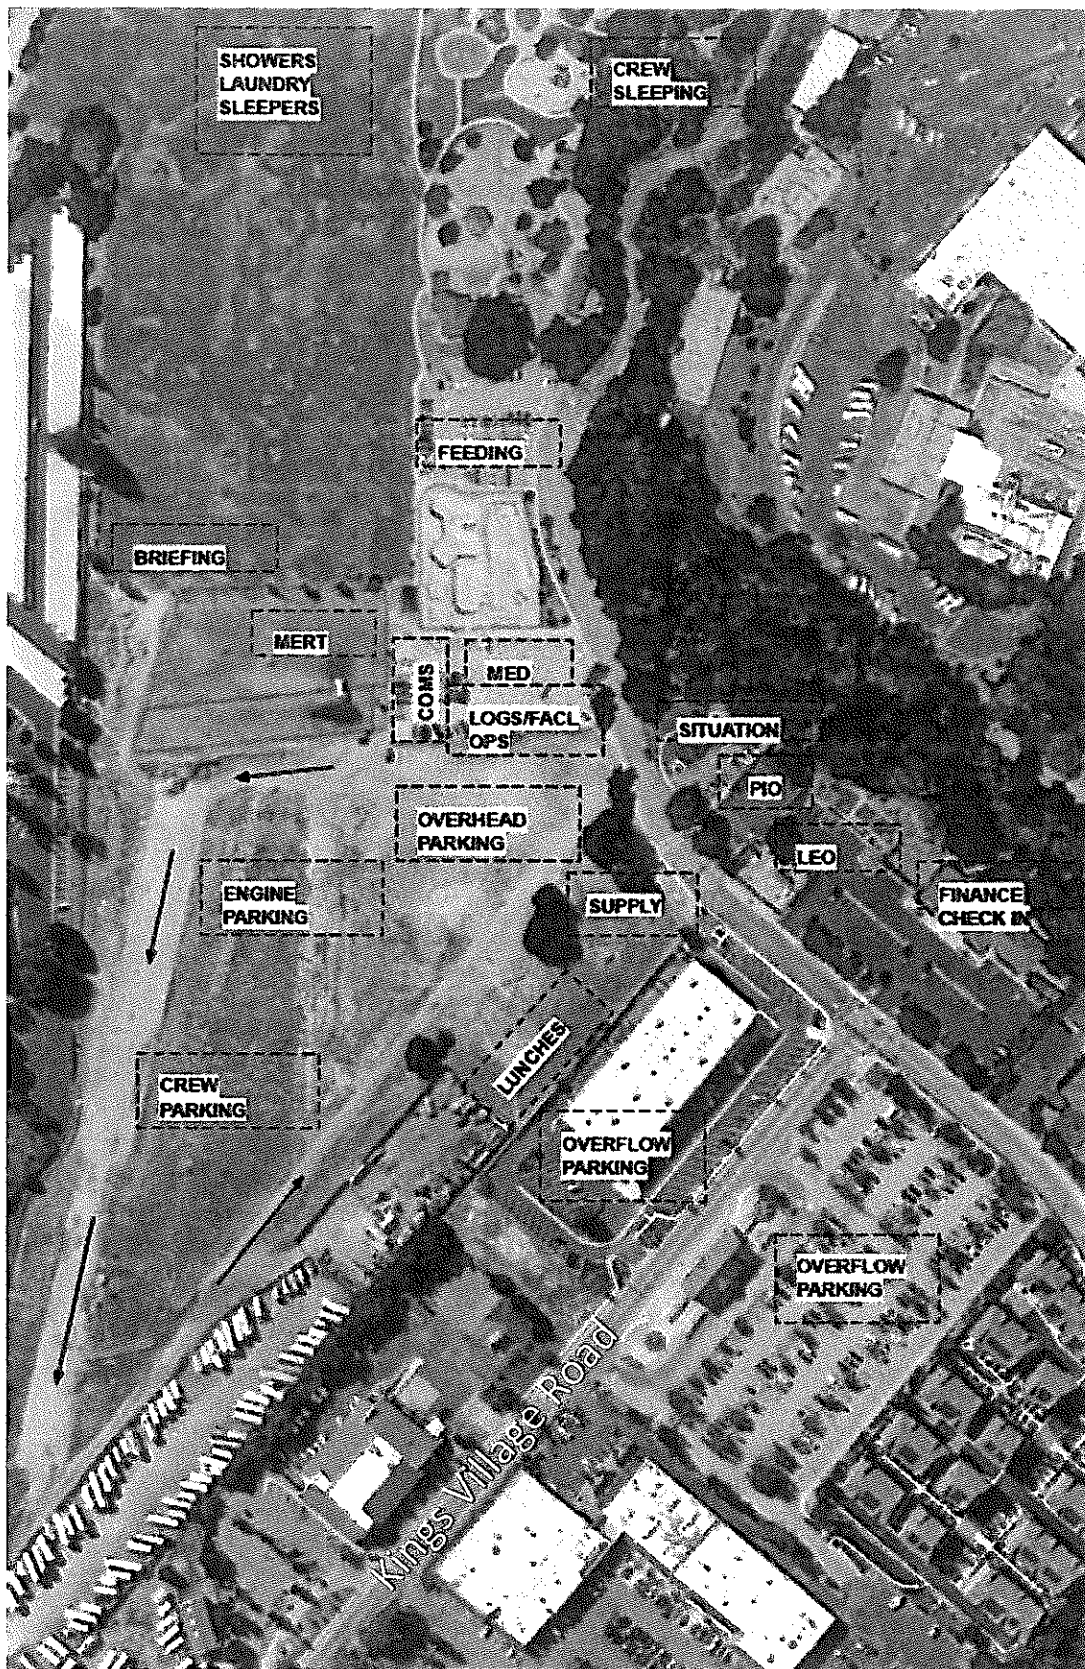 SHOWERS
LAUNDRY
SLEEPERS
CREW
SLEEPING
FEEDING
BRIEFING
MERT
COMS
MED
LOGS/FACL
OPS
SITUATION
PIO
OVERHEAD
PARKING
LEO
ENGINE
PARKING
SUPPLY
FINANCE
CHECK IN
LUNCHES
CREW
PARKING
OVERFLOW
PARKING
OVERFLOW
PARKING
Kings Village Road